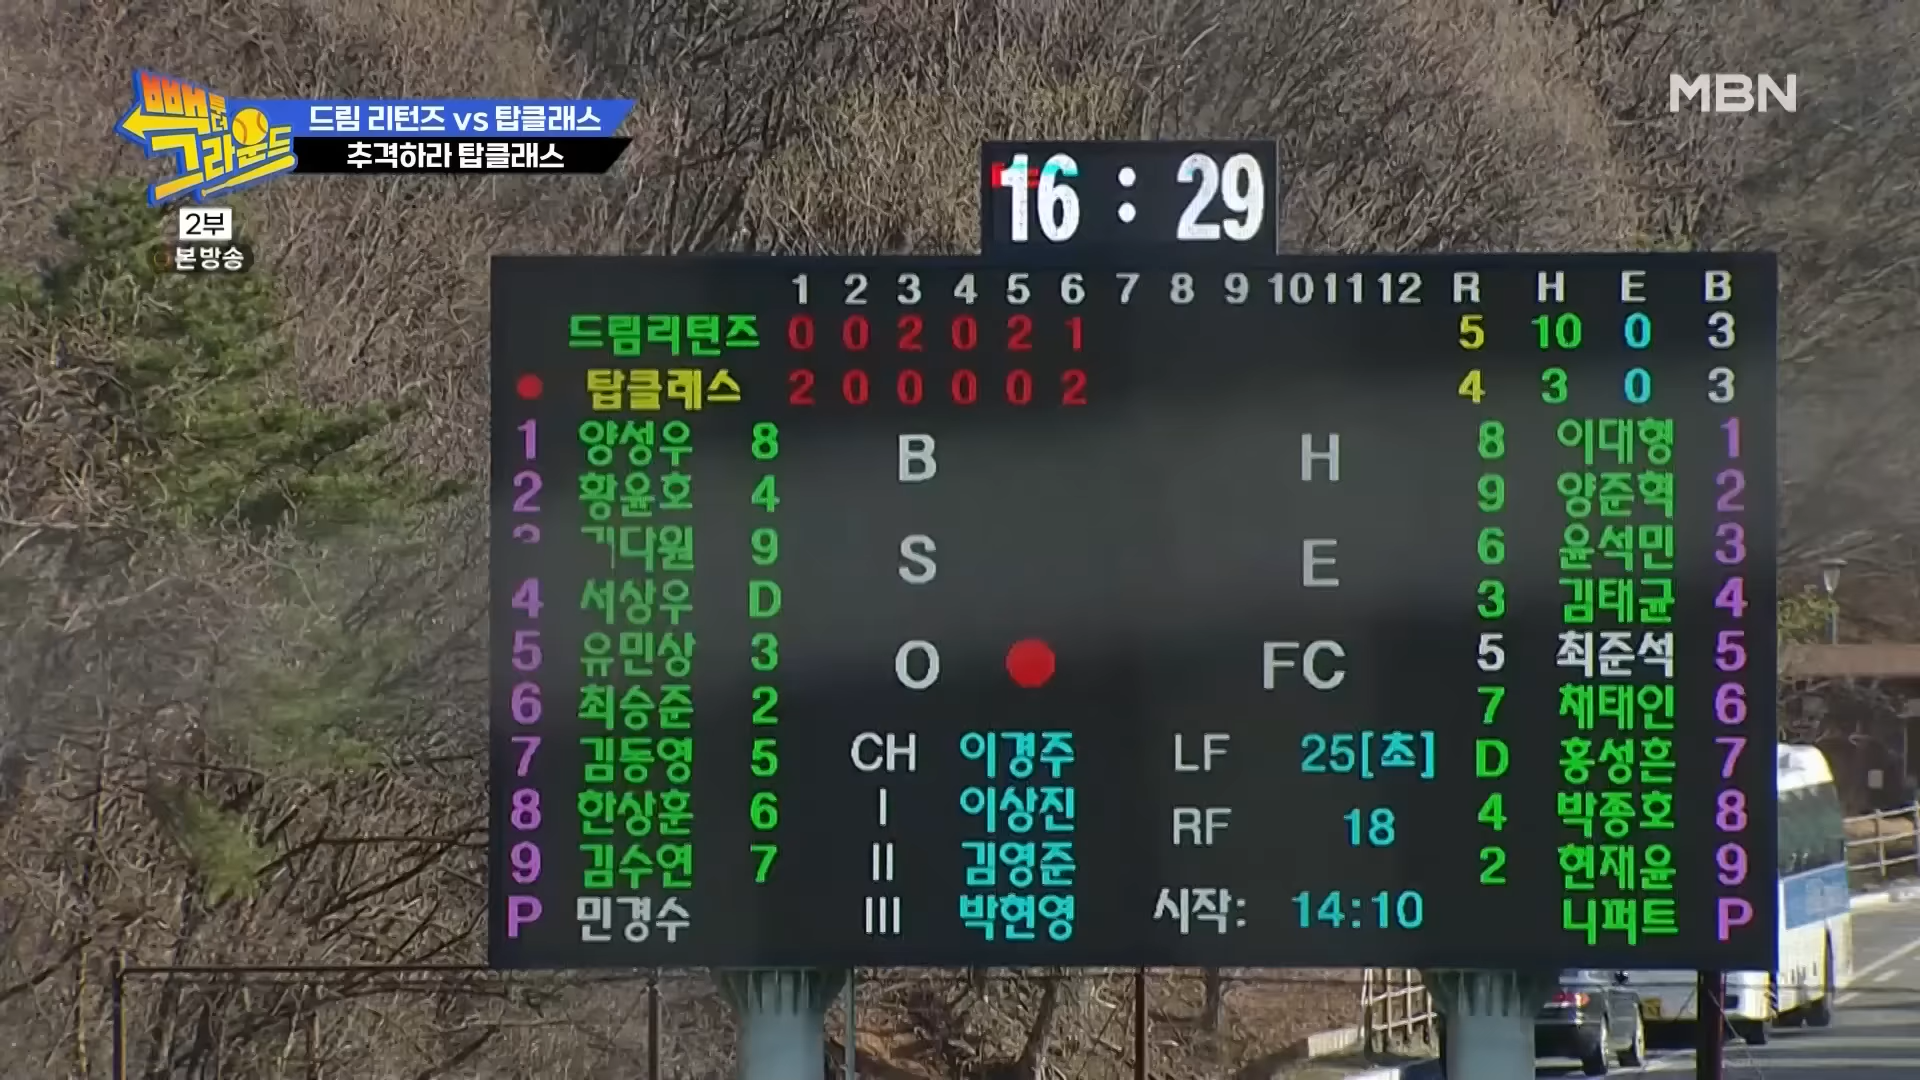 빽 투 더 그라운드
드림 리턴즈 vs 탑클래스
추격하라 탑클래스
MBN
2부
본방송
16 : 29
1 2 3 4 5 6 7 8 9 10 11 12 R H E B
드림리턴즈 0 0 2 0 2 1 5 10 0 3
탑클래스 2 0 0 0 0 2 4 3 0 3
1 양성우 8 B H 8 이대형 1
2 황윤호 4 9 양준혁 2
다원 9 S E 6 윤석민 3
4 서상우 D 3 김태균 4
5 유민상 3 O FC 5 최준석 5
6 최승준 2 7 채태인 6
7 김동영 5 CH 이경주 LF 25[초] D 홍성흔 7
8 한상훈 6 I 이상진 RF 18 4 박종호 8
9 김수연 7 II 김영준 2 현재윤 9
P 민경수 III 박현영 시작: 14:10 니퍼트 P